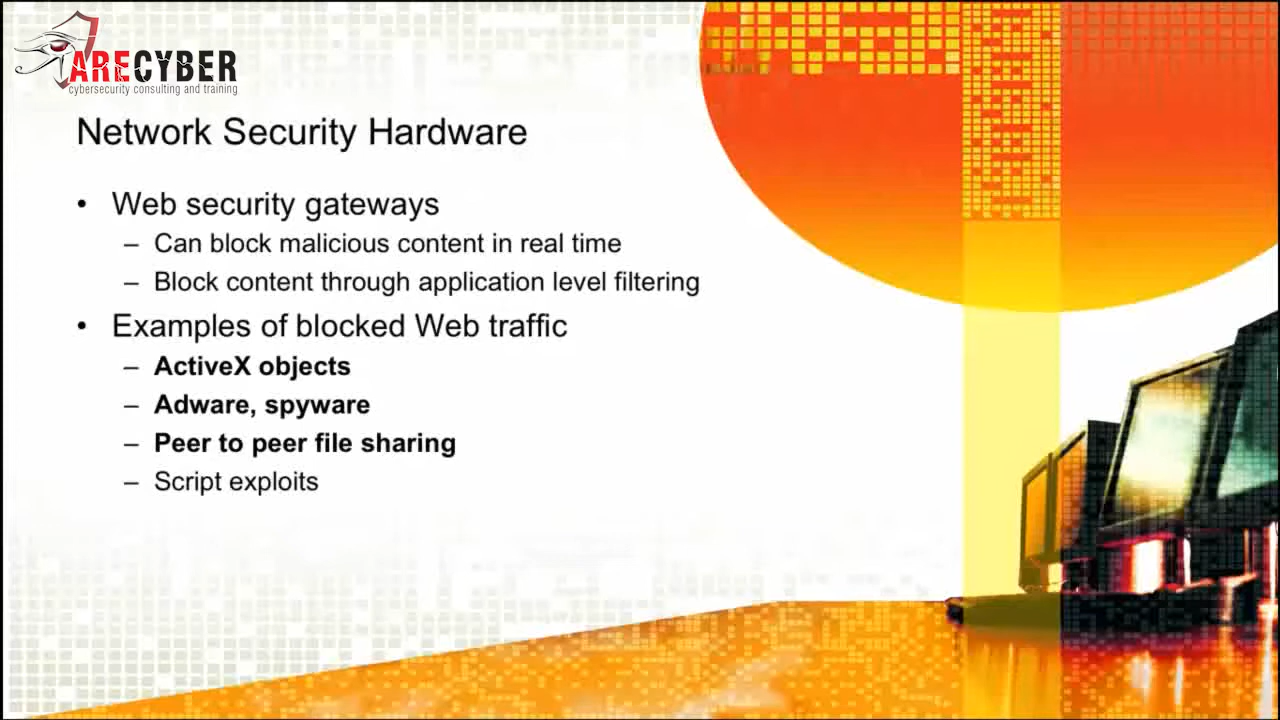 ARECYBER
cybersecurity consulting and training
Network Security Hardware
• Web security gateways
– Can block malicious content in real time
– Block content through application level filtering
• Examples of blocked Web traffic
– ActiveX objects
– Adware, spyware
– Peer to peer file sharing
– Script exploits